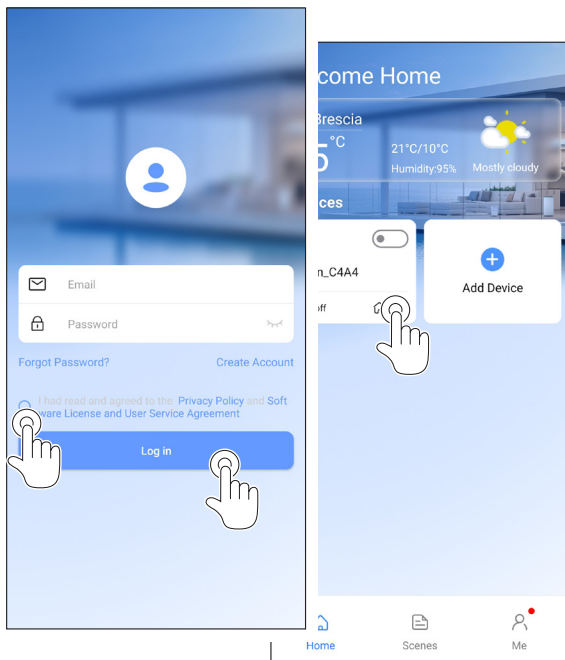 Email
Password
Forgot Password?
Create Account
I had read and agreed to the Privacy Policy and Soft
ware License and User Service Agreement
Log in
come Home
Brescia
5°C
21°C/10°C
Humidity:95%
Mostly cloudy
ces
n_C4A4
off
Add Device
Home
Scenes
Me